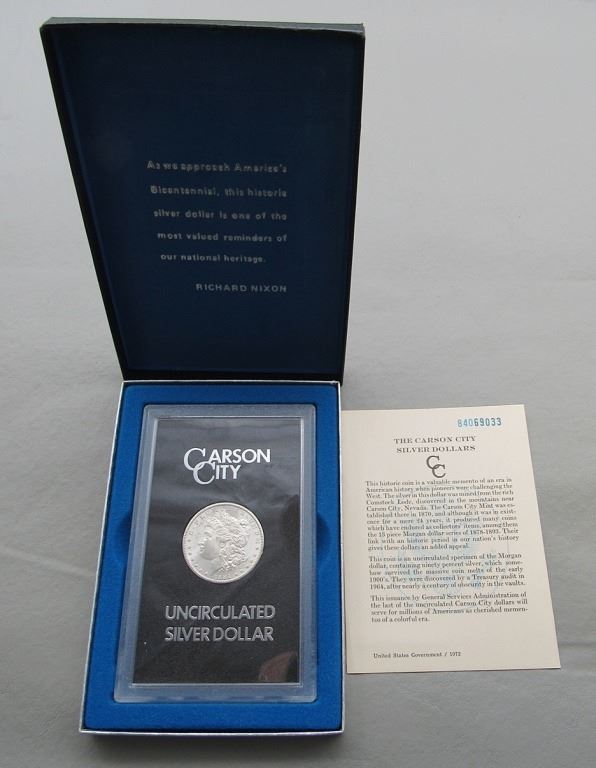 As we approach America's
Bicentennial, this historic
silver dollar is one of the
most valued reminders of
our national heritage.
RICHARD NIXON
CARSON
CITY
UNCIRCULATED
SILVER DOLLAR
84069033
THE CARSON CITY
SILVER DOLLARS
CC
This historic coin is a valuable memento of an era in
American history, when pioneers were challenging the
West. The silver in this dollar was mined from the rich
Comstock Lode, discovered in the mountains near
Carson City, Nevada. The Carson City Mint was es-
tablished there in 1870, and although it was in exist-
ence for a mere 24 years, it produced many coins
which have endured as collectors' items, among them
the 13 piece Morgan dollar series of 1878-1893. Their
link with an historic period in our nation's history
gives these dollars an added appeal.
This coin is an uncirculated specimen of the Morgan
dollar, containing ninety percent silver, which some-
how survived the massive coin melts of the early
1900's. They were discovered by a Treasury audit in
1964, after nearly a century of obscurity in the vaults.
This issuance by General Services Administration of
the last of the uncirculated Carson City dollars will
serve for millions of Americans as cherished memen-
tos of a colorful era.
United States Government / 1972